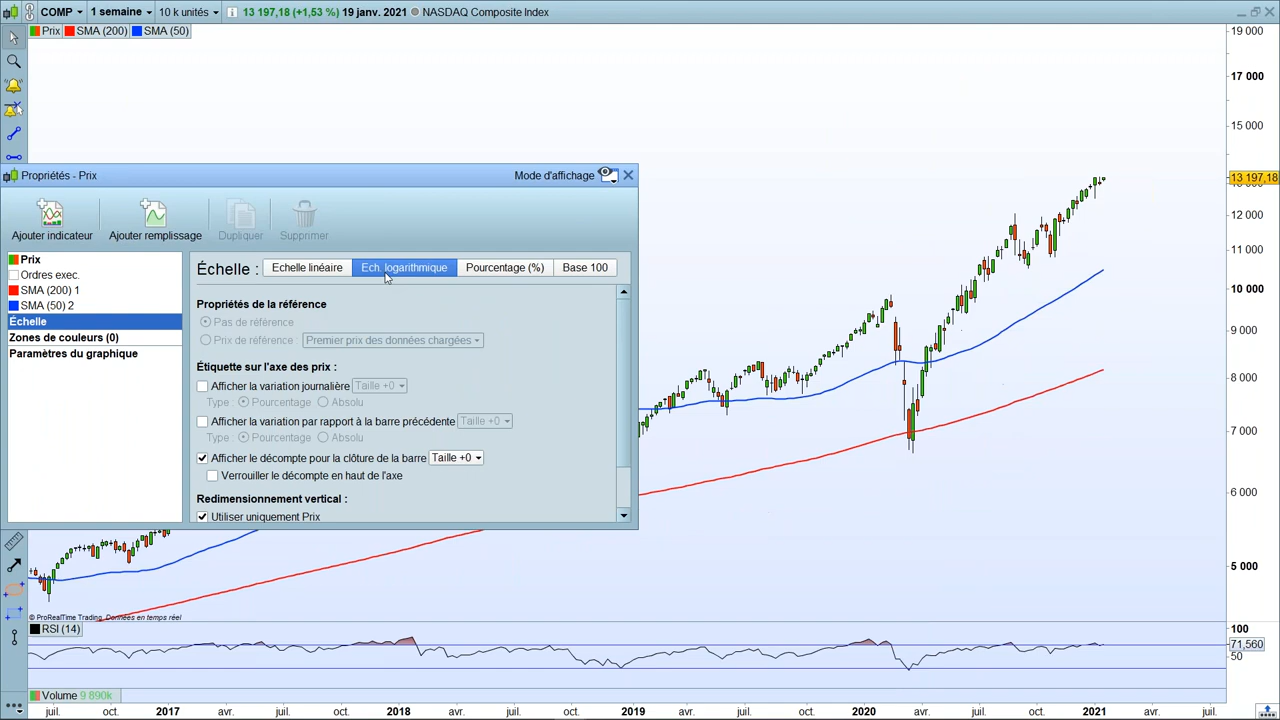 COMP 1 semaine 10 k unités 13 197,18 (+1,53 %) 19 janv. 2021 NASDAQ Composite Index
Prix SMA (200) SMA (50)
19 000
17 000
15 000
13 197,18
12 000
11 000
10 000
9 000
8 000
7 000
6 000
5 000
Propriétés - Prix Mode d'affichage
Ajouter indicateur Ajouter remplissage Dupliquer Supprimer
Prix
Ordres exec.
SMA (200) 1
SMA (50) 2
Échelle
Zones de couleurs (0)
Paramètres du graphique
Échelle : Echelle linéaire Ech. logarithmique Pourcentage (%) Base 100
Propriétés de la référence
Pas de référence
Prix de référence Premier prix des données chargées
Étiquette sur l'axe des prix :
Afficher la variation journalière Taille +0
Type : Pourcentage Absolu
Afficher la variation par rapport à la barre précédente Taille +0
Type : Pourcentage Absolu
Afficher le décompte pour la clôture de la barre Taille +0
Verrouiller le décompte en haut de l'axe
Redimensionnement vertical :
Utiliser uniquement Prix
© ProRealTime Trading. Données en temps réel
RSI (14)
100
71,560
50
Volume 9 890k
juil. oct. 2017 avr. juil. oct. 2018 avr. juil. oct. 2019 avr. juil. oct. 2020 avr. juil. oct. 2021 avr. juil.